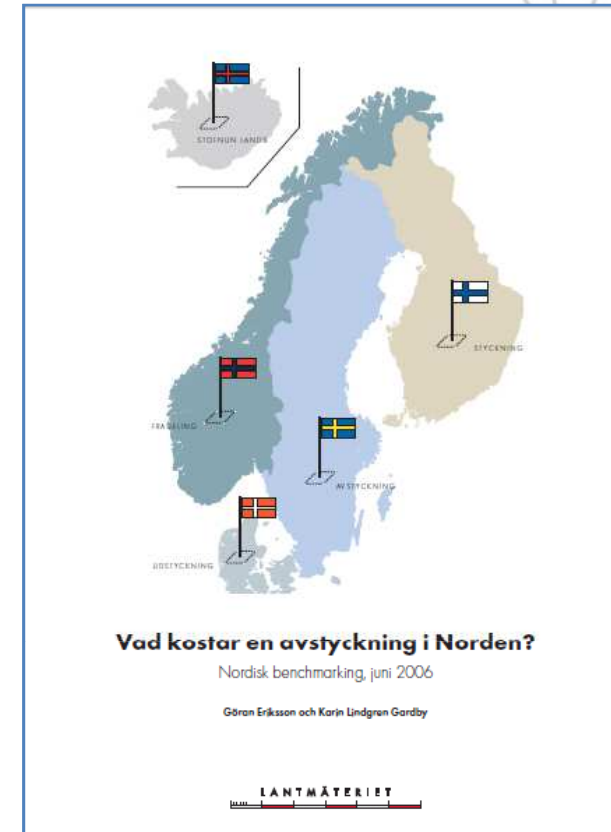 STOFNUN LANDS
STYCKNING
FRADELING
AVSTYCKNING
UDSTYCKNING
Vad kostar en avstyckning i Norden?
Nordisk benchmarking, juni 2006
Göran Eriksson och Karin Lindgren Gardby
LANTMÄTERIET